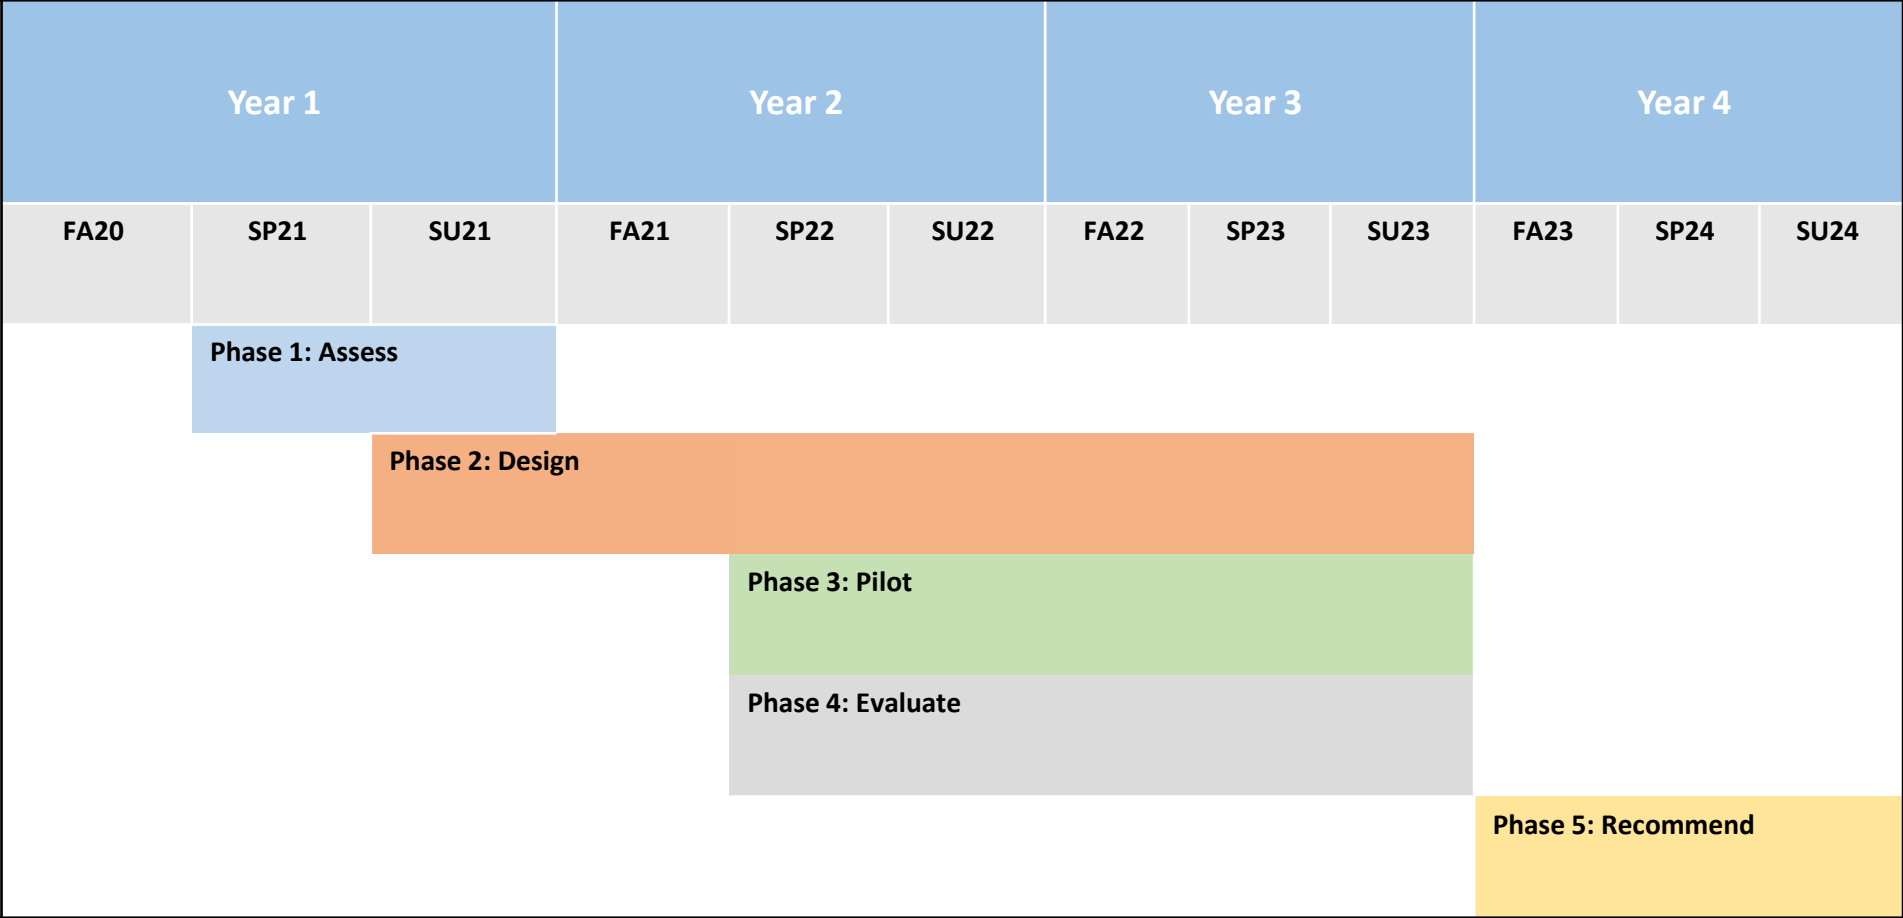 Year 1 Year 2 Year 3 Year 4
FA20 SP21 SU21 FA21 SP22 SU22 FA22 SP23 SU23 FA23 SP24 SU24
Phase 1: Assess
Phase 2: Design
Phase 3: Pilot
Phase 4: Evaluate
Phase 5: Recommend